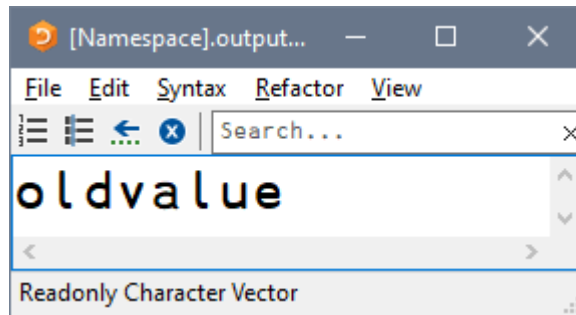 [Namespace].output...
File Edit Syntax Refactor View
Search...
oldvalue
Readonly Character Vector